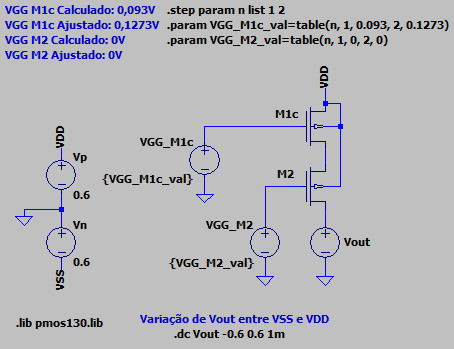 VGG M1c Calculado: 0,093V
.step param n list 1 2
VGG M1c Ajustado: 0,1273V
.param VGG_M1c_val=table(n, 1, 0.093, 2, 0.1273)
VGG M2 Calculado: 0V
.param VGG_M2_val=table(n, 1, 0, 2, 0)
VGG M2 Ajustado: 0V
VDD
M1c
VGG_M1c
{VGG_M1c_val}
VDD
Vp
0.6
M2
VGG_M2
{VGG_M2_val}
Vout
Vn
0.6
VSS
.lib pmos130.lib
Variação de Vout entre VSS e VDD
.dc Vout -0.6 0.6 1m